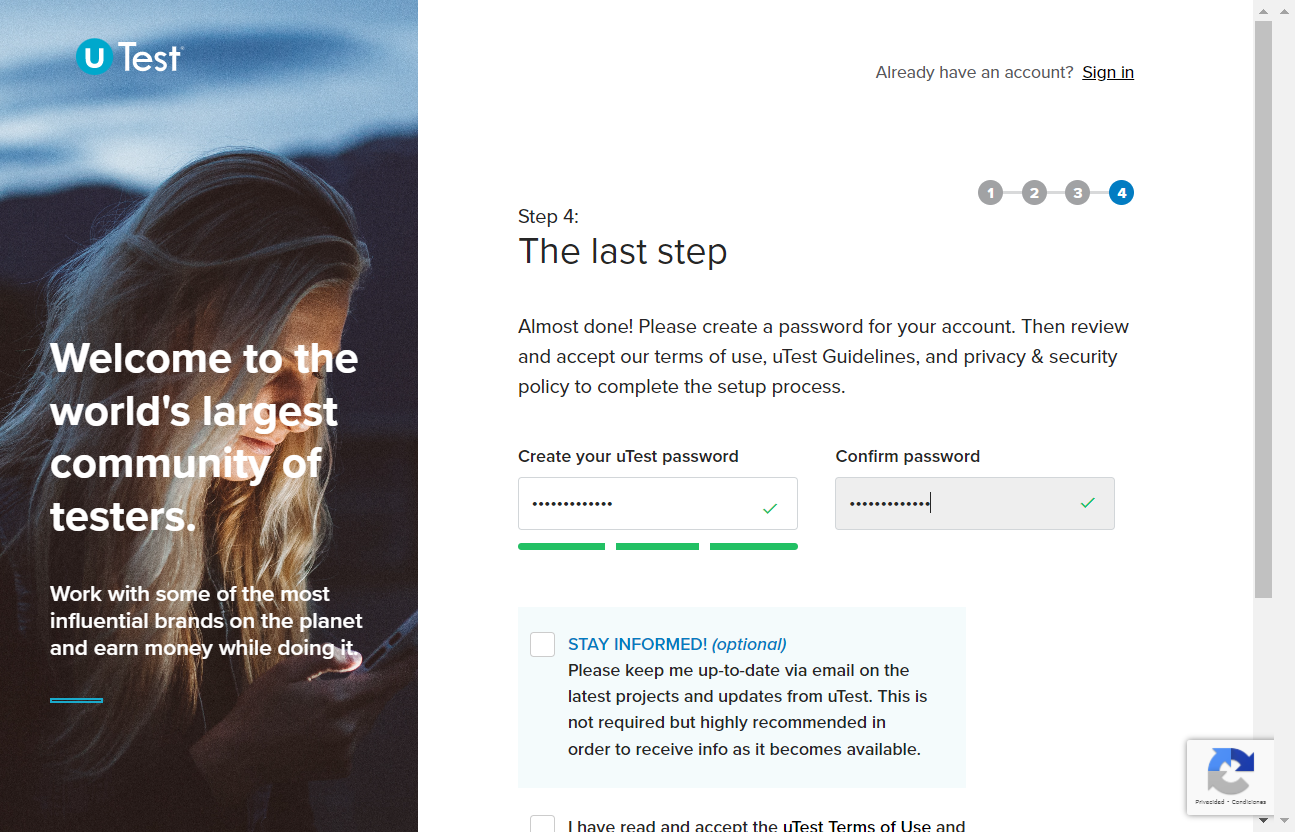 U Test
Already have an account? Sign in
1 2 3 4
Step 4:
The last step
Almost done! Please create a password for your account. Then review
and accept our terms of use, uTest Guidelines, and privacy & security
policy to complete the setup process.
Create your uTest password
Confirm password
•••••••••••••
•••••••••••••
STAY INFORMED! (optional)
Please keep me up-to-date via email on the
latest projects and updates from uTest. This is
not required but highly recommended in
order to receive info as it becomes available.
I have read and accept the uTest Terms of Use and
Welcome to the
world's largest
community of
testers.
Work with some of the most
influential brands on the planet
and earn money while doing it.
Privacidad - Condiciones